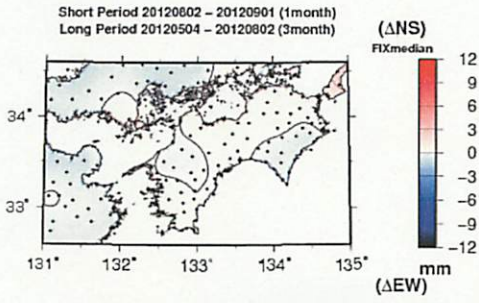 Short Period 20120802 – 20120901 (1month)
Long Period 20120504 – 20120802 (3month)
(ΔNS)
FIXmedian
12
9
6
3
0
−3
−6
−9
−12
mm
(ΔEW)
34°
33°
131° 132° 133° 134° 135°